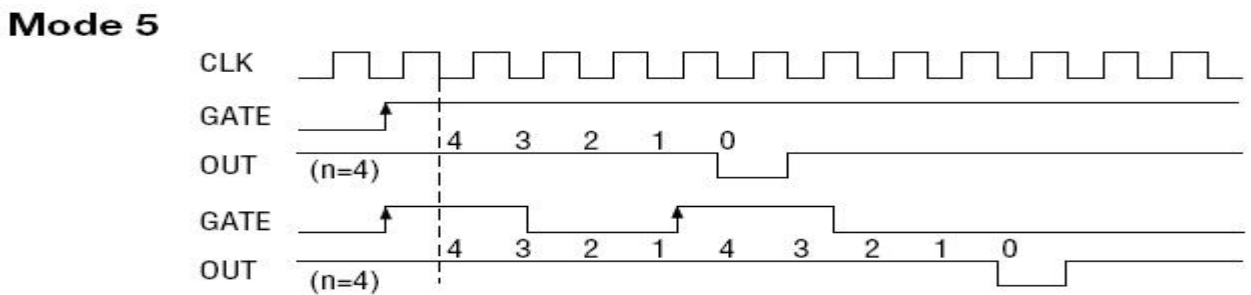 Mode 5
CLK
GATE
4 3 2 1 0
OUT (n=4)
GATE
4 3 2 1 4 3 2 1 0
OUT (n=4)